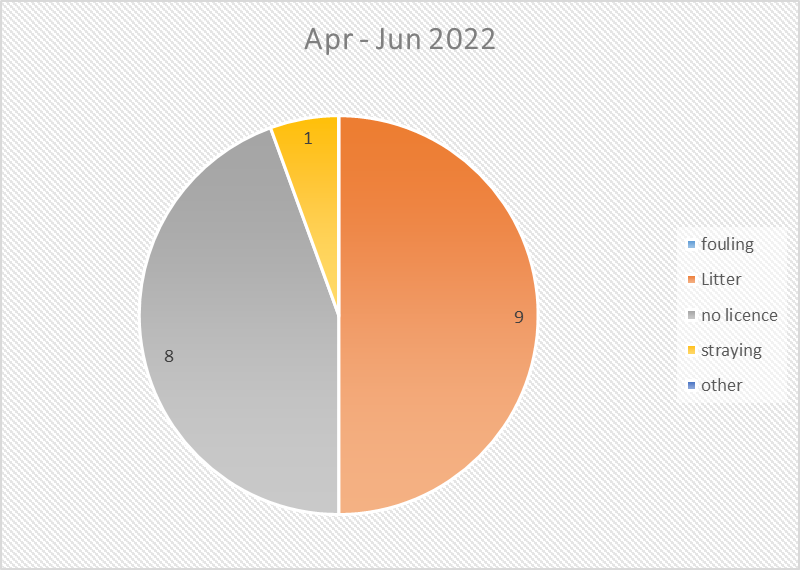 Apr - Jun 2022
1
9
8
fouling
Litter
no licence
straying
other